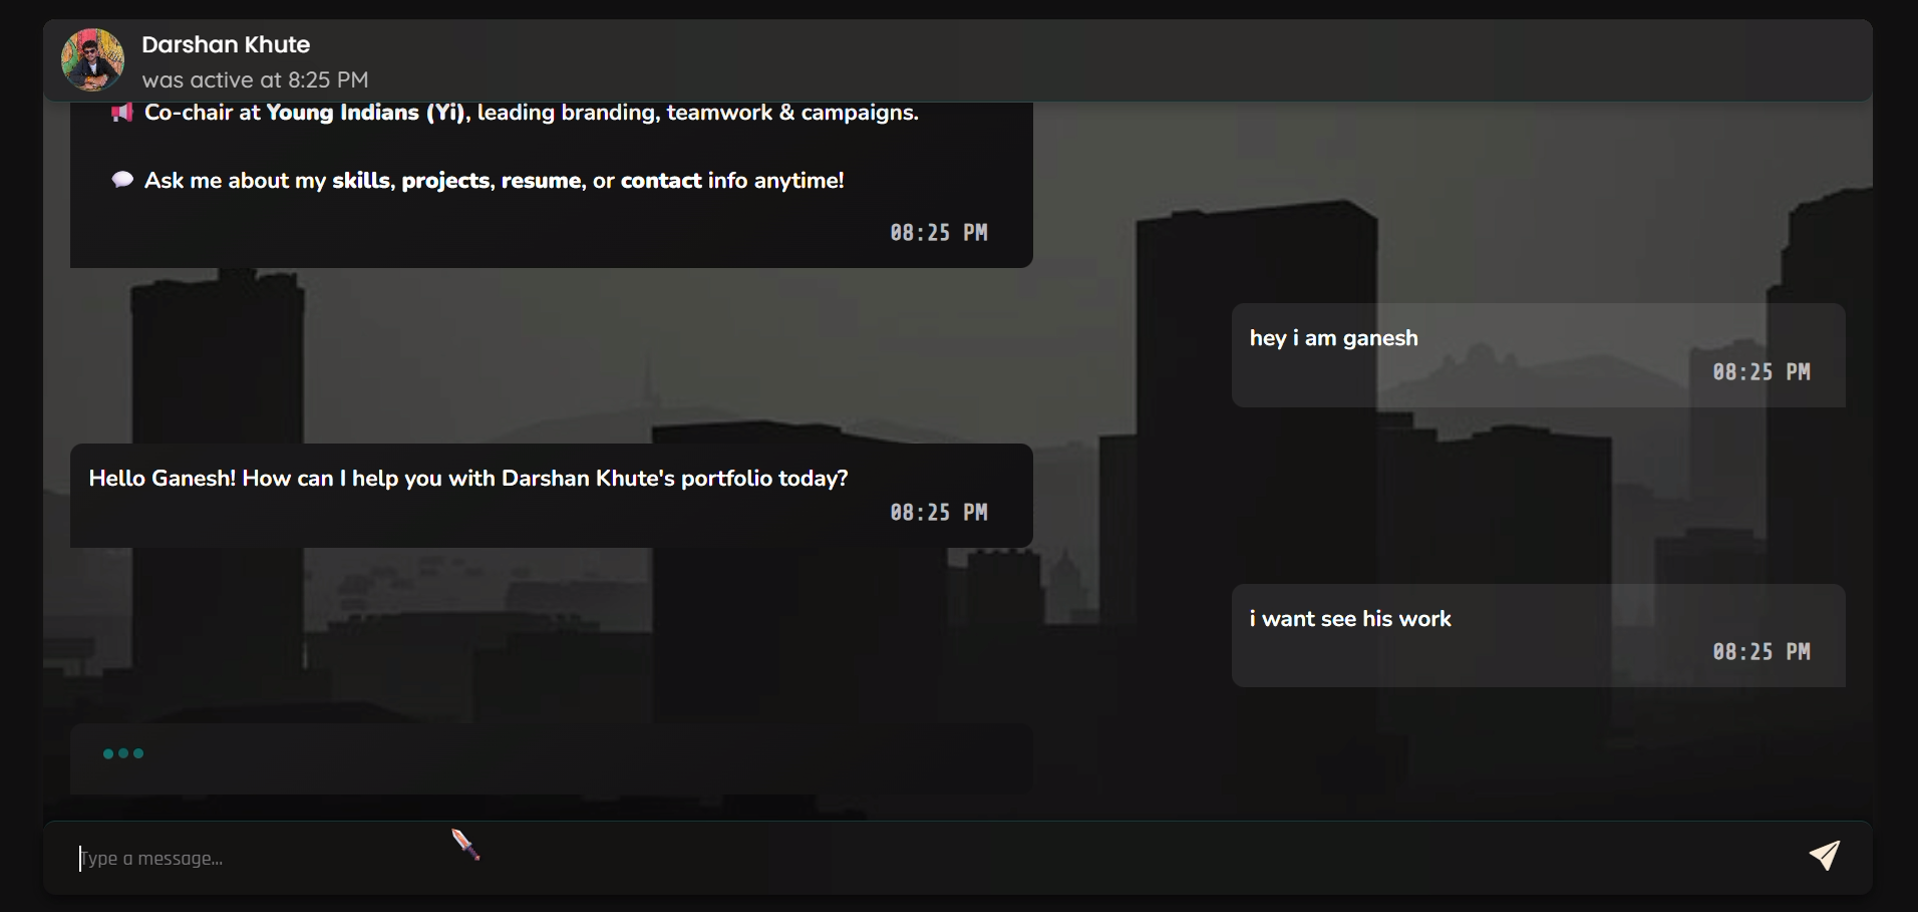 Darshan Khute
was active at 8:25 PM
Co-chair at Young Indians (Yi), leading branding, teamwork & campaigns.
Ask me about my skills, projects, resume, or contact info anytime!
08:25 PM
hey i am ganesh
08:25 PM
Hello Ganesh! How can I help you with Darshan Khute's portfolio today?
08:25 PM
i want see his work
08:25 PM
Type a message...